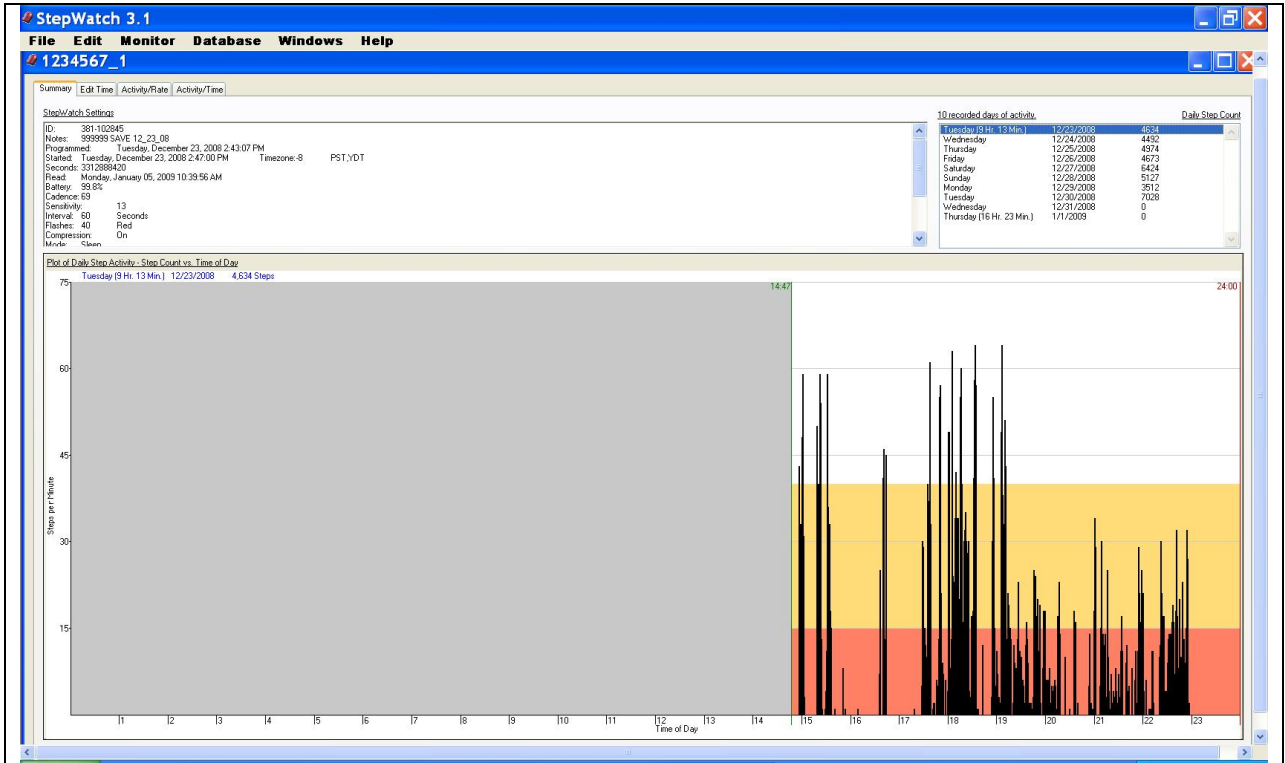 StepWatch 3.1
File Edit Monitor Database Windows Help
1234567_1
Summary Edit Time Activity/Rate Activity/Time
StepWatch Settings
ID: 381-102845
Notes: 999999 SAVE 12_23_08
Programmed: Tuesday, December 23, 2008 2:43:07 PM
Started: Tuesday, December 23, 2008 2:47:00 PM Timezone:-8 PST,YDT
Seconds: 3312888420
Read: Monday, January 05, 2009 10:39:56 AM
Battery: 99.8%
Cadence: 69
Sensitivity: 13
Interval: 60 Seconds
Flashes: 40 Red
Compression: On
Mode: Sleep
10 recorded days of activity. Daily Step Count
Tuesday (9 Hr. 13 Min.) 12/23/2008 4634
Wednesday 12/24/2008 4492
Thursday 12/25/2008 4974
Friday 12/26/2008 4673
Saturday 12/27/2008 6424
Sunday 12/28/2008 5127
Monday 12/29/2008 3512
Tuesday 12/30/2008 7028
Wednesday 12/31/2008 0
Thursday (16 Hr. 23 Min.) 1/1/2009 0
Plot of Daily Step Activity - Step Count vs. Time of Day
Tuesday (9 Hr. 13 Min.) 12/23/2008 4,634 Steps
14:47 24:00
75
60
45
30
15
Steps per Minute
1 2 3 4 5 6 7 8 9 10 11 12 13 14 15 16 17 18 19 20 21 22 23
Time of Day